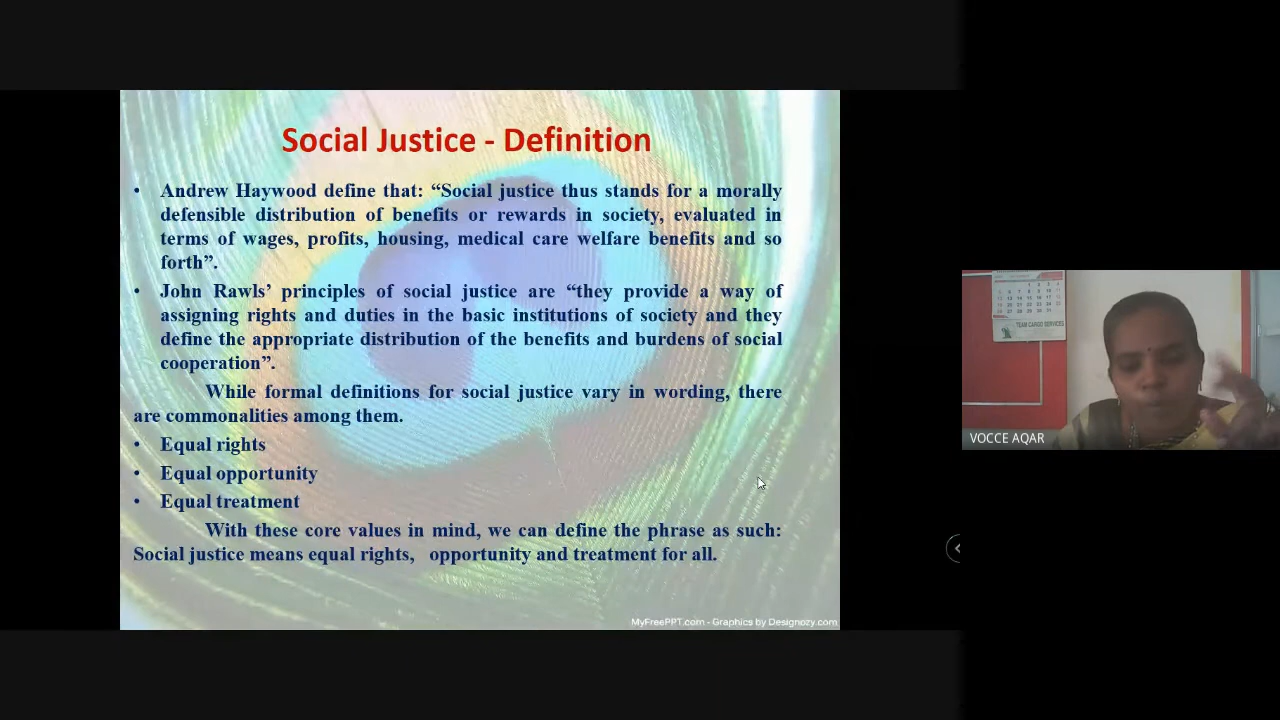 Social Justice - Definition
• Andrew Haywood define that: “Social justice thus stands for a morally
defensible distribution of benefits or rewards in society, evaluated in
terms of wages, profits, housing, medical care welfare benefits and so
forth”.
• John Rawls’ principles of social justice are “they provide a way of
assigning rights and duties in the basic institutions of society and they
define the appropriate distribution of the benefits and burdens of social
cooperation”.
While formal definitions for social justice vary in wording, there
are commonalities among them.
• Equal rights
• Equal opportunity
• Equal treatment
With these core values in mind, we can define the phrase as such:
Social justice means equal rights, opportunity and treatment for all.
MyFreePPT.com - Graphics by Designozy.com
TEAM CARGO SERVICES
VOCCE AQAR